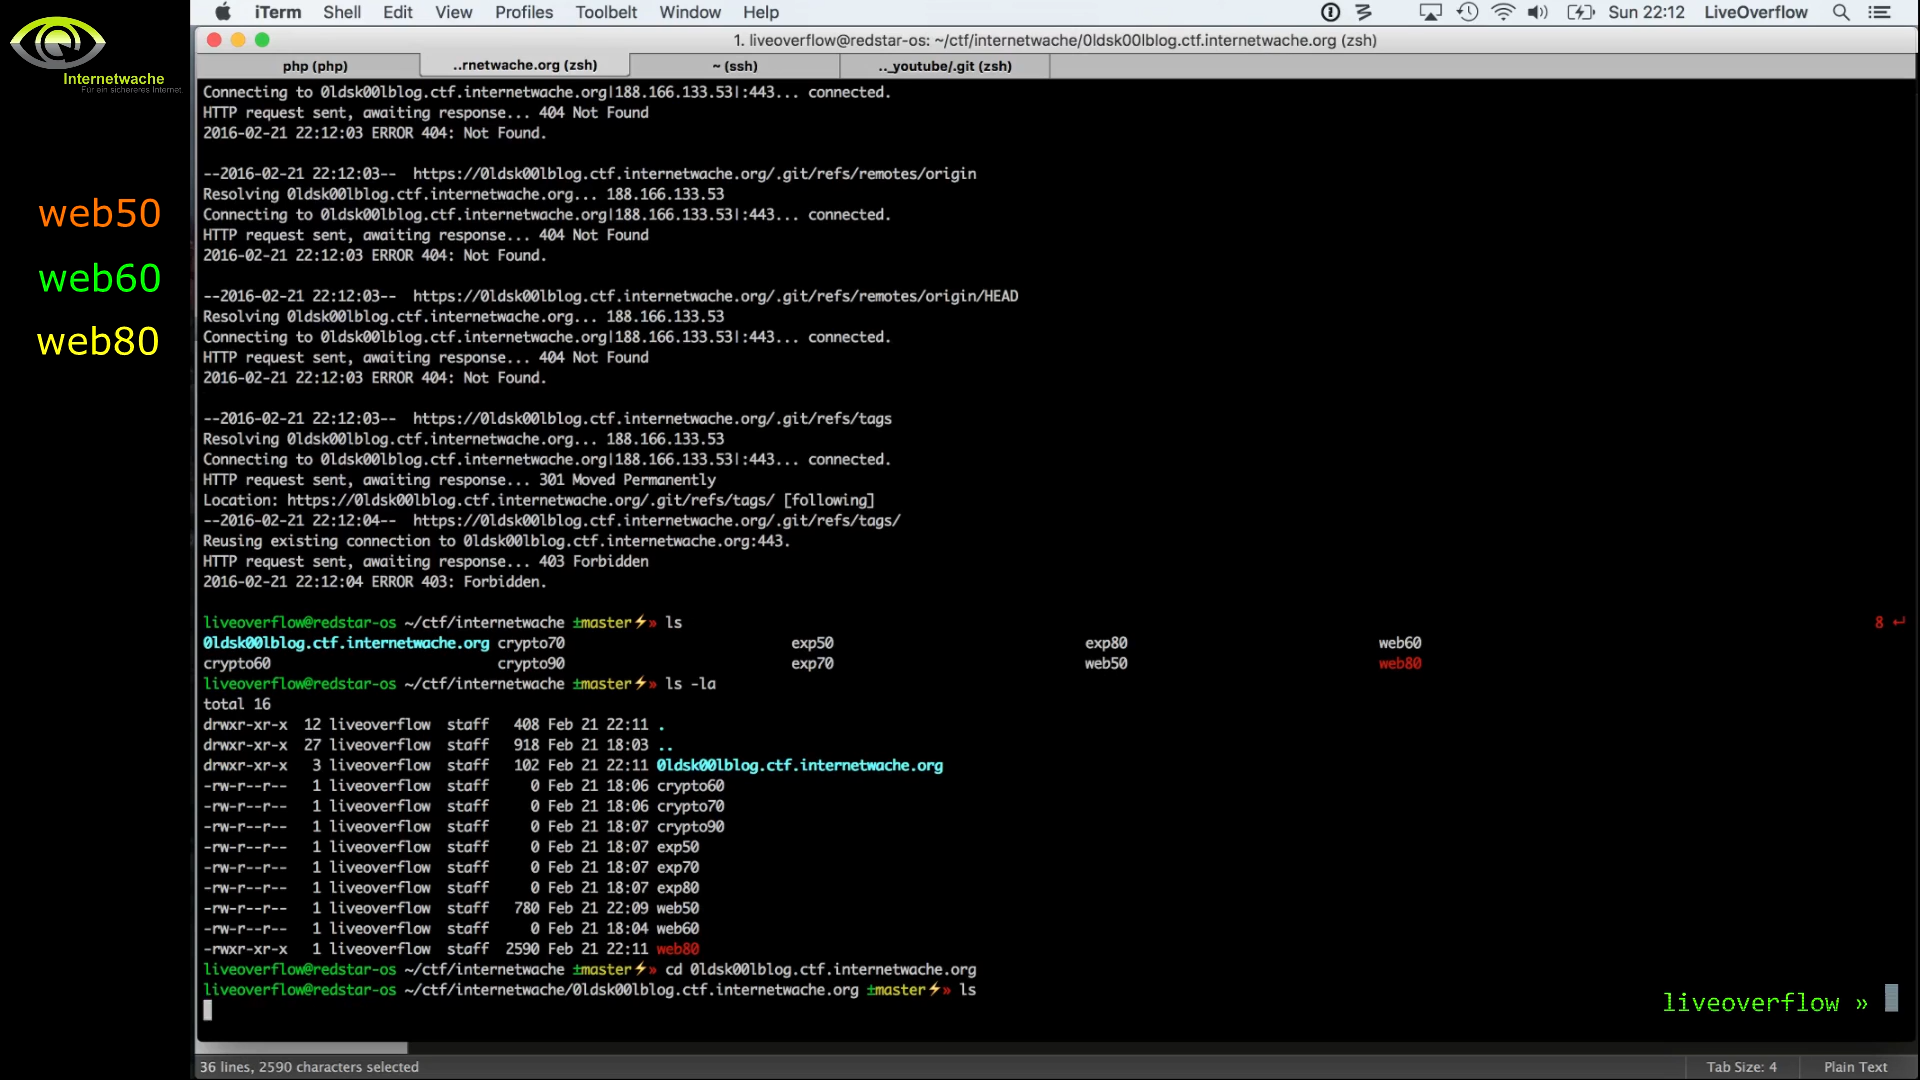 iTerm Shell Edit View Profiles Toolbelt Window Help Sun 22:12 LiveOverflow
1. liveoverflow@redstar-os: ~/ctf/internetwache/0ldsk00lblog.ctf.internetwache.org (zsh)
php (php) ..rnetwache.org (zsh) ~ (ssh) .._youtube/.git (zsh)
Internetwache
Für ein sichereres Internet.
web50
web60
web80
Connecting to 0ldsk00lblog.ctf.internetwache.org|188.166.133.53|:443... connected.
HTTP request sent, awaiting response... 404 Not Found
2016-02-21 22:12:03 ERROR 404: Not Found.
--2016-02-21 22:12:03-- https://0ldsk00lblog.ctf.internetwache.org/.git/refs/remotes/origin
Resolving 0ldsk00lblog.ctf.internetwache.org... 188.166.133.53
Connecting to 0ldsk00lblog.ctf.internetwache.org|188.166.133.53|:443... connected.
HTTP request sent, awaiting response... 404 Not Found
2016-02-21 22:12:03 ERROR 404: Not Found.
--2016-02-21 22:12:03-- https://0ldsk00lblog.ctf.internetwache.org/.git/refs/remotes/origin/HEAD
Resolving 0ldsk00lblog.ctf.internetwache.org... 188.166.133.53
Connecting to 0ldsk00lblog.ctf.internetwache.org|188.166.133.53|:443... connected.
HTTP request sent, awaiting response... 404 Not Found
2016-02-21 22:12:03 ERROR 404: Not Found.
--2016-02-21 22:12:03-- https://0ldsk00lblog.ctf.internetwache.org/.git/refs/tags
Resolving 0ldsk00lblog.ctf.internetwache.org... 188.166.133.53
Connecting to 0ldsk00lblog.ctf.internetwache.org|188.166.133.53|:443... connected.
HTTP request sent, awaiting response... 301 Moved Permanently
Location: https://0ldsk00lblog.ctf.internetwache.org/.git/refs/tags/ [following]
--2016-02-21 22:12:04-- https://0ldsk00lblog.ctf.internetwache.org/.git/refs/tags/
Reusing existing connection to 0ldsk00lblog.ctf.internetwache.org:443.
HTTP request sent, awaiting response... 403 Forbidden
2016-02-21 22:12:04 ERROR 403: Forbidden.
liveoverflow@redstar-os ~/ctf/internetwache ±master⚡» ls 8 ↵
0ldsk00lblog.ctf.internetwache.org crypto70 exp50 exp80 web60
crypto60 crypto90 exp70 web50 web80
liveoverflow@redstar-os ~/ctf/internetwache ±master⚡» ls -la
total 16
drwxr-xr-x 12 liveoverflow staff 408 Feb 21 22:11 .
drwxr-xr-x 27 liveoverflow staff 918 Feb 21 18:03 ..
drwxr-xr-x 3 liveoverflow staff 102 Feb 21 22:11 0ldsk00lblog.ctf.internetwache.org
-rw-r--r-- 1 liveoverflow staff 0 Feb 21 18:06 crypto60
-rw-r--r-- 1 liveoverflow staff 0 Feb 21 18:06 crypto70
-rw-r--r-- 1 liveoverflow staff 0 Feb 21 18:07 crypto90
-rw-r--r-- 1 liveoverflow staff 0 Feb 21 18:07 exp50
-rw-r--r-- 1 liveoverflow staff 0 Feb 21 18:07 exp70
-rw-r--r-- 1 liveoverflow staff 0 Feb 21 18:07 exp80
-rw-r--r-- 1 liveoverflow staff 780 Feb 21 22:09 web50
-rw-r--r-- 1 liveoverflow staff 0 Feb 21 18:04 web60
-rwxr-xr-x 1 liveoverflow staff 2590 Feb 21 22:11 web80
liveoverflow@redstar-os ~/ctf/internetwache ±master⚡» cd 0ldsk00lblog.ctf.internetwache.org
liveoverflow@redstar-os ~/ctf/internetwache/0ldsk00lblog.ctf.internetwache.org ±master⚡» ls
liveoverflow »
36 lines, 2590 characters selected Tab Size: 4 Plain Text